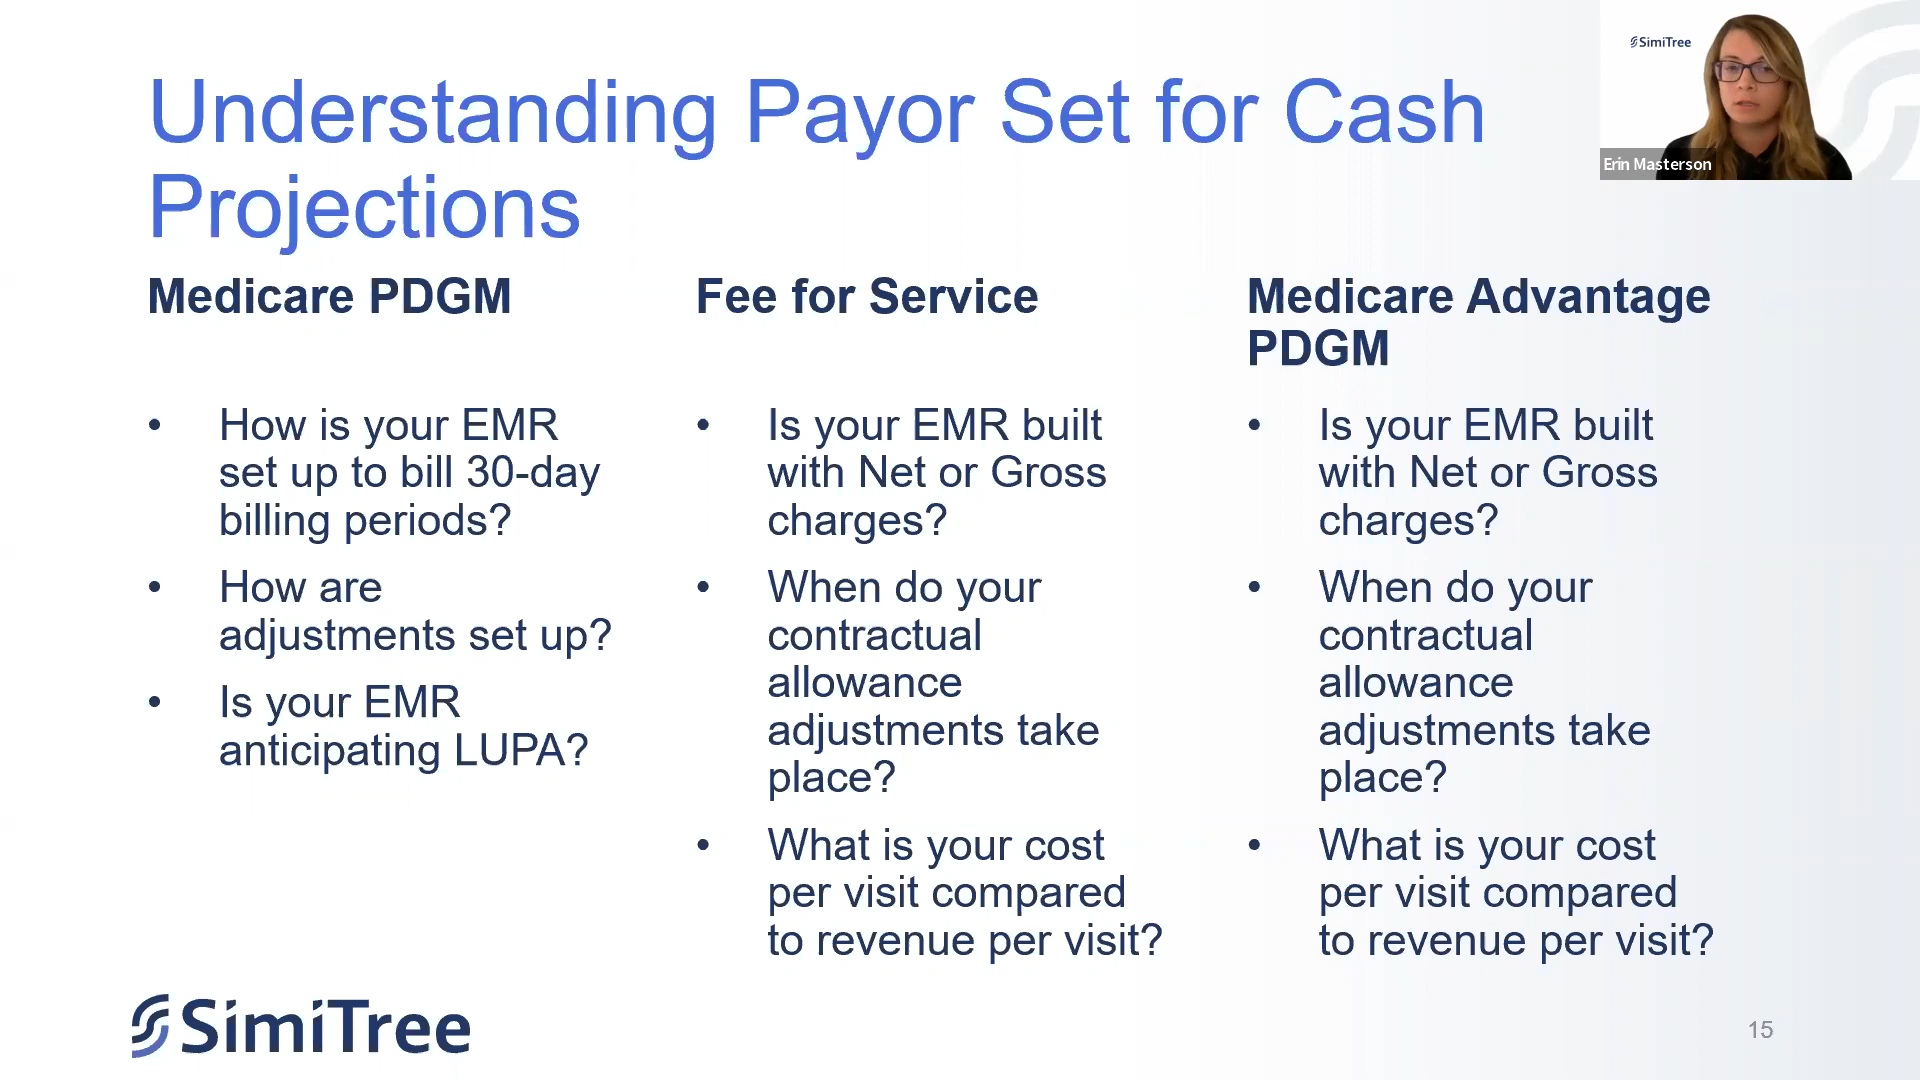 SimiTree
Erin Masterson
Understanding Payor Set for Cash
Projections
Medicare PDGM
• How is your EMR
set up to bill 30-day
billing periods?
• How are
adjustments set up?
• Is your EMR
anticipating LUPA?
Fee for Service
• Is your EMR built
with Net or Gross
charges?
• When do your
contractual
allowance
adjustments take
place?
• What is your cost
per visit compared
to revenue per visit?
Medicare Advantage
PDGM
• Is your EMR built
with Net or Gross
charges?
• When do your
contractual
allowance
adjustments take
place?
• What is your cost
per visit compared
to revenue per visit?
SimiTree
15